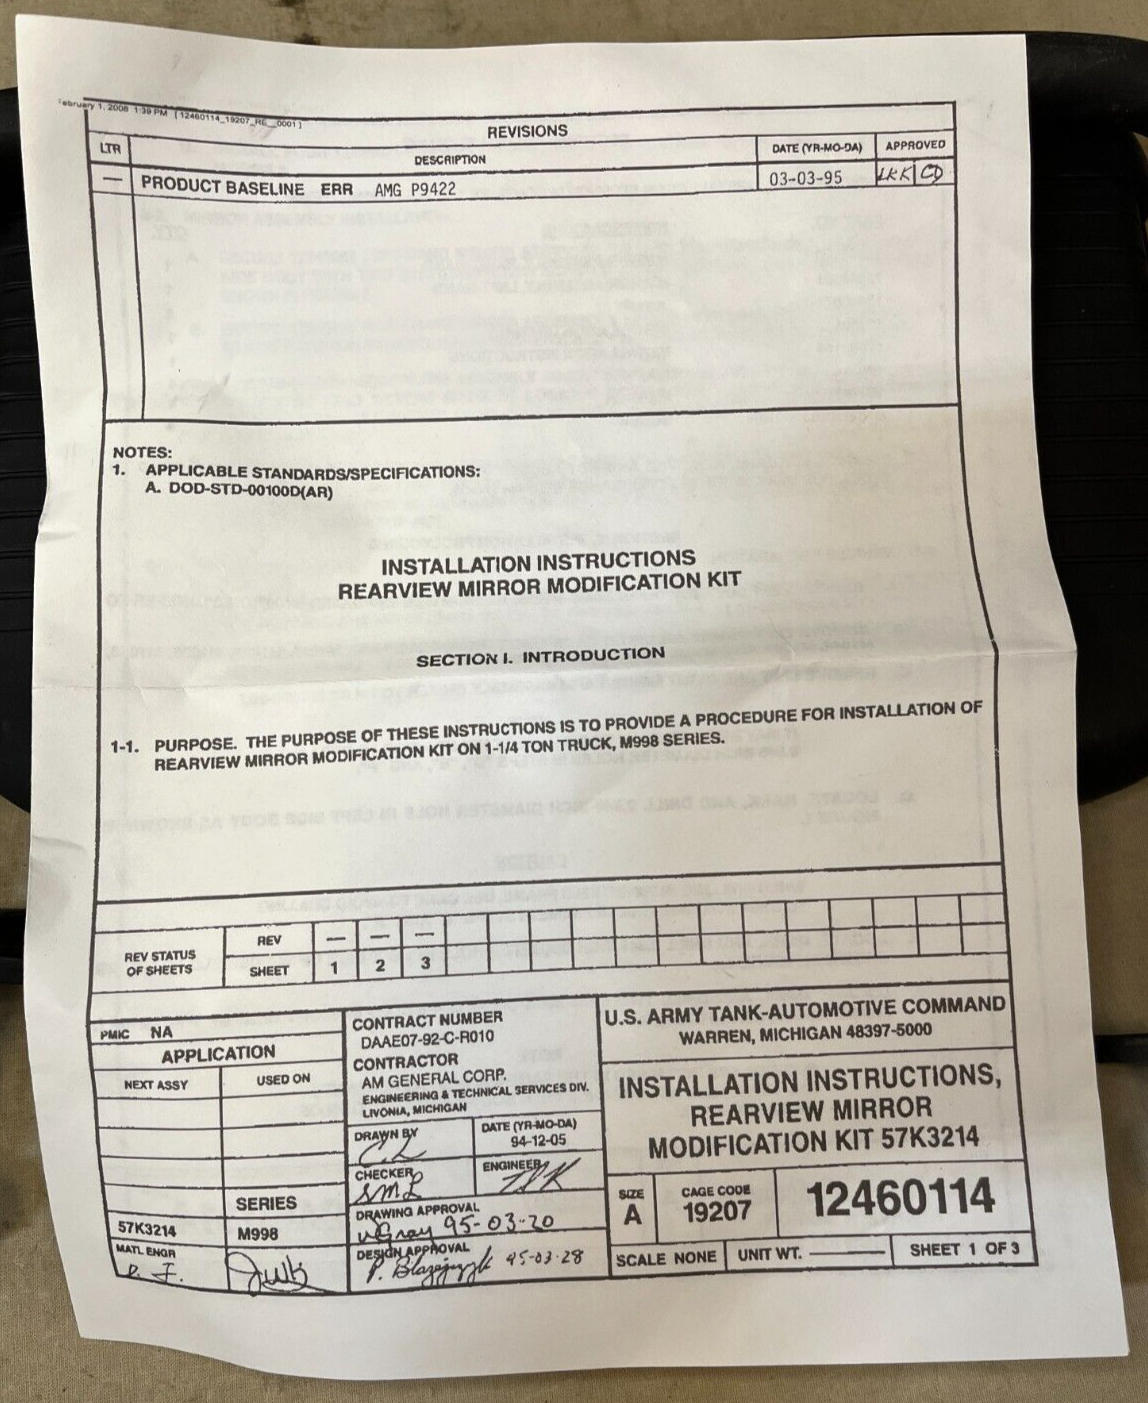 February 1, 2008 1:39 PM [12460114_19207_RE__0001]
REVISIONS
LTR DESCRIPTION DATE (YR-MO-DA) APPROVED
— PRODUCT BASELINE ERR AMG P9422 03-03-95 LKK CD
NOTES:
1. APPLICABLE STANDARDS/SPECIFICATIONS:
A. DOD-STD-00100D(AR)
INSTALLATION INSTRUCTIONS
REARVIEW MIRROR MODIFICATION KIT
SECTION I. INTRODUCTION
1-1. PURPOSE. THE PURPOSE OF THESE INSTRUCTIONS IS TO PROVIDE A PROCEDURE FOR INSTALLATION OF
REARVIEW MIRROR MODIFICATION KIT ON 1-1/4 TON TRUCK, M998 SERIES.
REV STATUS
OF SHEETS
REV — — —
SHEET 1 2 3
PMIC NA
APPLICATION
NEXT ASSY USED ON
SERIES
57K3214 M998
MATL ENGR
CONTRACT NUMBER
DAAE07-92-C-R010
CONTRACTOR
AM GENERAL CORP.
ENGINEERING & TECHNICAL SERVICES DIV.
LIVONIA, MICHIGAN
DRAWN BY
DATE (YR-MO-DA)
94-12-05
CHECKER
SML
ENGINEER
DRAWING APPROVAL
vGray 95-03-20
DESIGN APPROVAL
P. 95-03-28
U.S. ARMY TANK-AUTOMOTIVE COMMAND
WARREN, MICHIGAN 48397-5000
INSTALLATION INSTRUCTIONS,
REARVIEW MIRROR
MODIFICATION KIT 57K3214
SIZE
A
CAGE CODE
19207
12460114
SCALE NONE UNIT WT. SHEET 1 OF 3